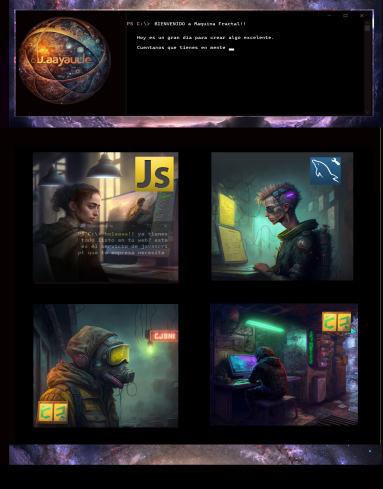 PS C:\> BIENVENIDO a Maquina Fractal!!
Hoy es un gran dia para crear algo excelente.
Cuentanos que tienes en mente
Js
PS C:\> holaaaa!! ya tienes
todo listo en tu web? este
es el servicio de javascri
pt que tu empresa necesita